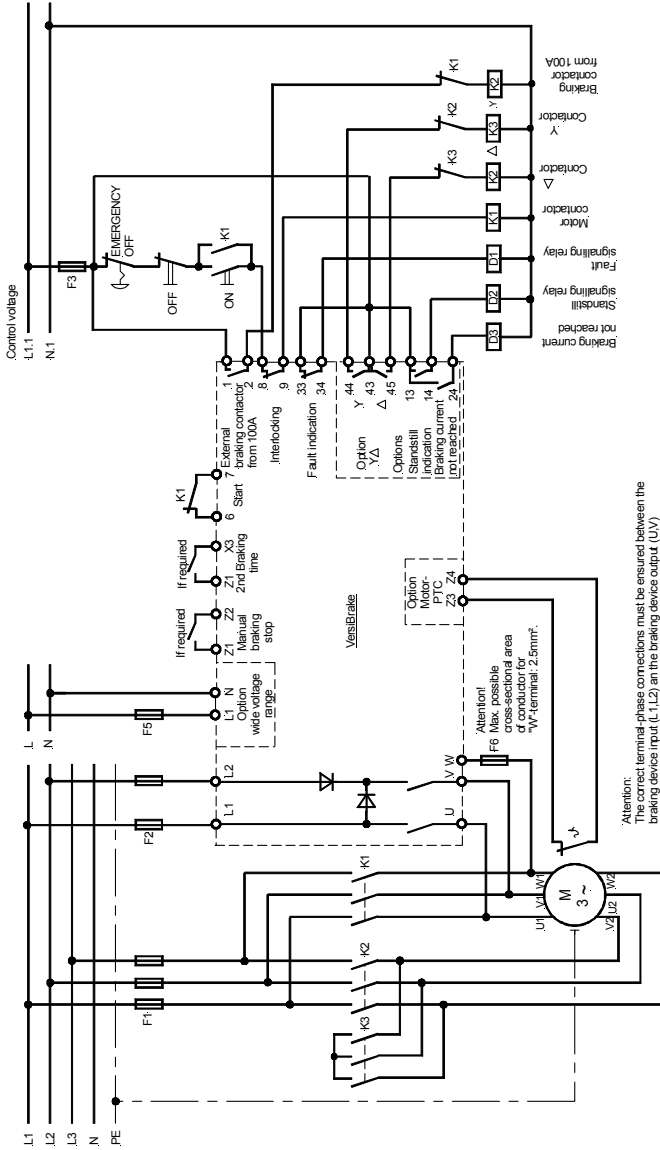 Control voltage
L1.1
N.1
F3
EMERGENCY
OFF
OFF
K1
ON
K1
K2
Y
Braking
contactor
from 100A
K2
K3
Δ
Contactor
Y
K3
K2
Contactor
Δ
K1
Motor
contactor
D1
Fault
signalling relay
D2
Standstill
signalling relay
D3
Braking current
not reached
L
N
F5
L1
N
Option
wide voltage
range
If required
Z1
Z2
Manual
braking
stop
If required
Z1
X3
2nd Braking
time
K1
6
7
Start
1
2
External
braking contactor
from 100A
8
9
Interlocking
33
34
Fault indication
44
43
45
Y
Δ
Option
YΔ
13
14
24
Options
Standstill
indication
Braking current
not reached
VersiBrake
Option
Motor-
PTC
Z3
Z4
L1
L2
U
V
W
F2
F6
Attention!
Max. possible
cross-sectional area
of conductor for
"W"-terminal: 2.5mm².
L1
L2
L3
N
PE
F1
K1
K2
K3
U1
V1
W1
M
3 ~
V2
U2
W2
ϑ
Attention:
The correct terminal-phase connections must be ensured between the
braking device input (L1,L2) an the braking device output (U,V)